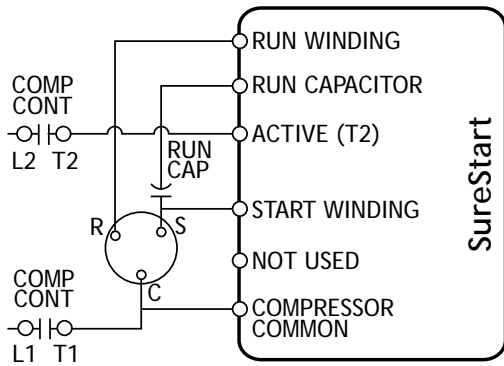 RUN WINDING
RUN CAPACITOR
COMP
CONT
L2 T2
ACTIVE (T2)
RUN
CAP
START WINDING
R
S
NOT USED
C
COMP
CONT
COMPRESSOR
COMMON
L1 T1
SureStart